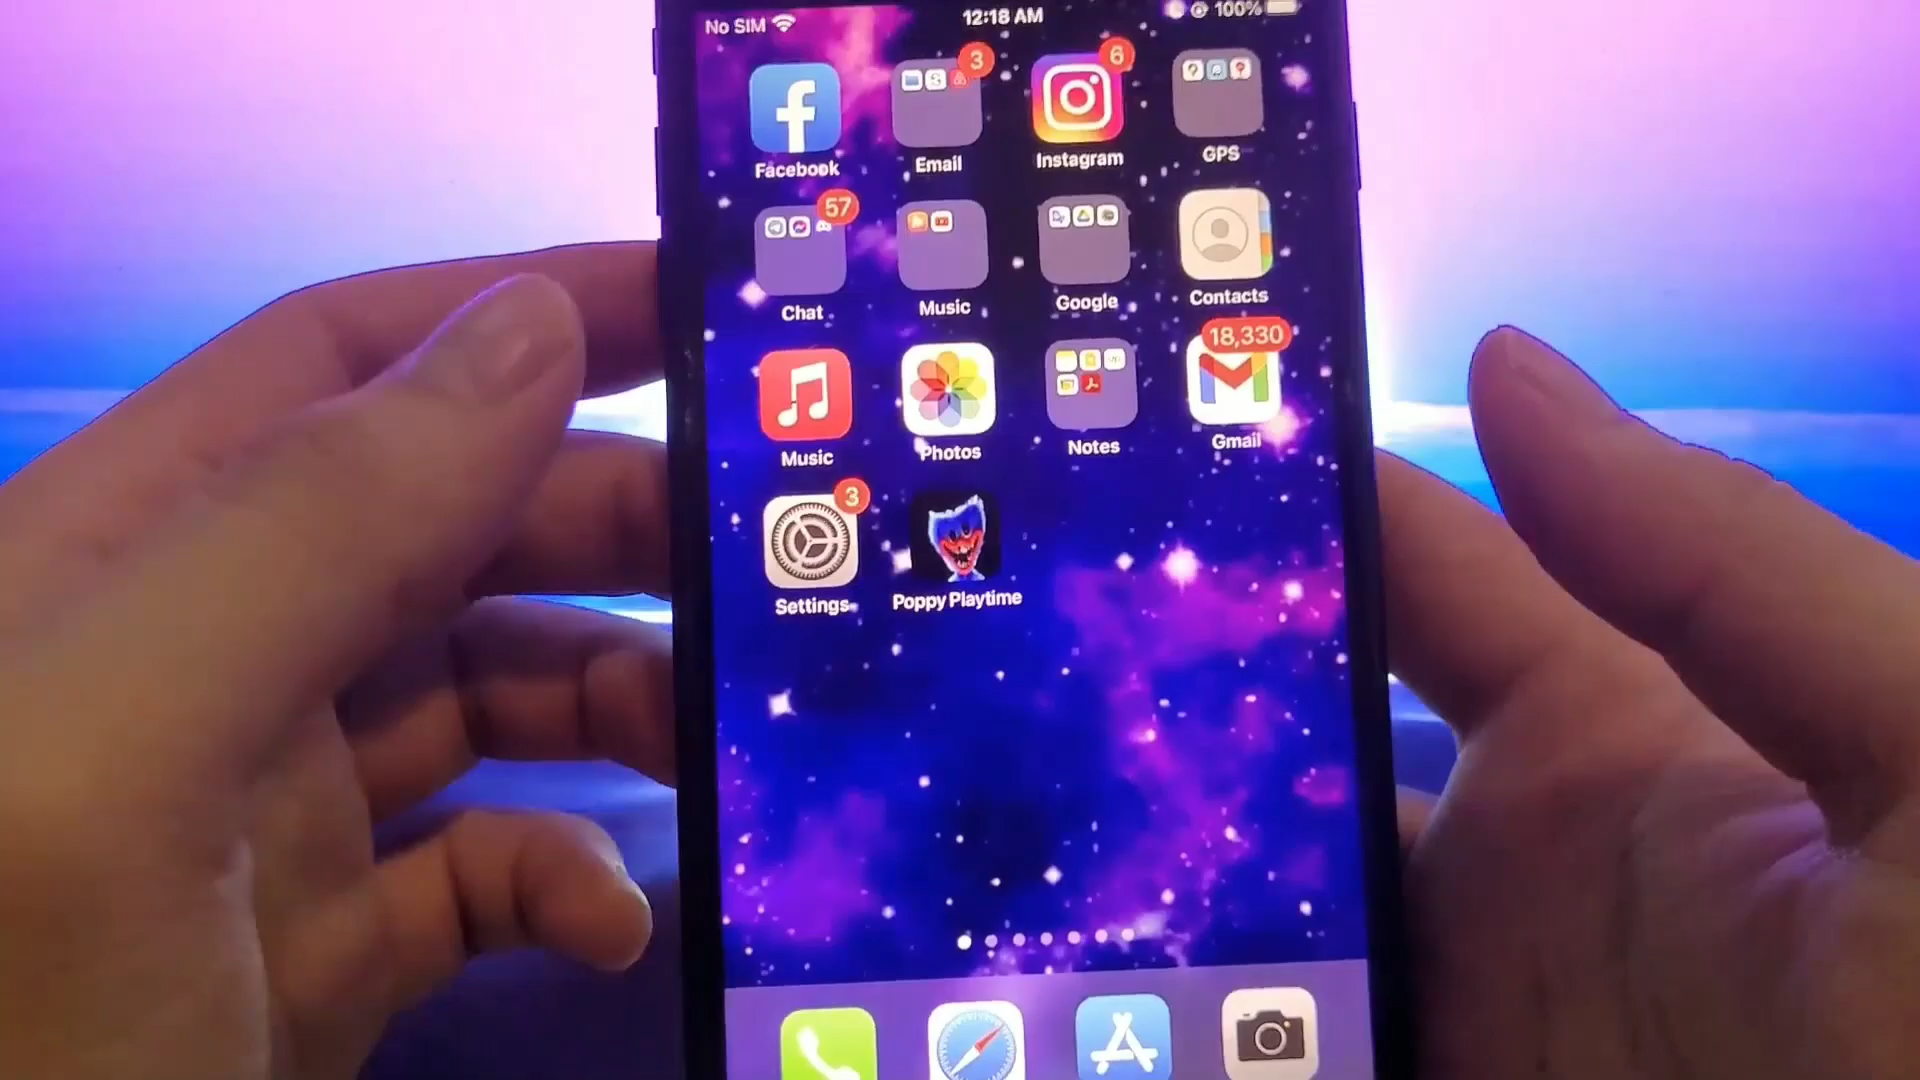 No SIM
12:18 AM
100%
3
6
Facebook
Email
Instagram
GPS
57
Chat
Music
Google
Contacts
18,330
Music
Photos
Notes
Gmail
3
Settings
Poppy Playtime